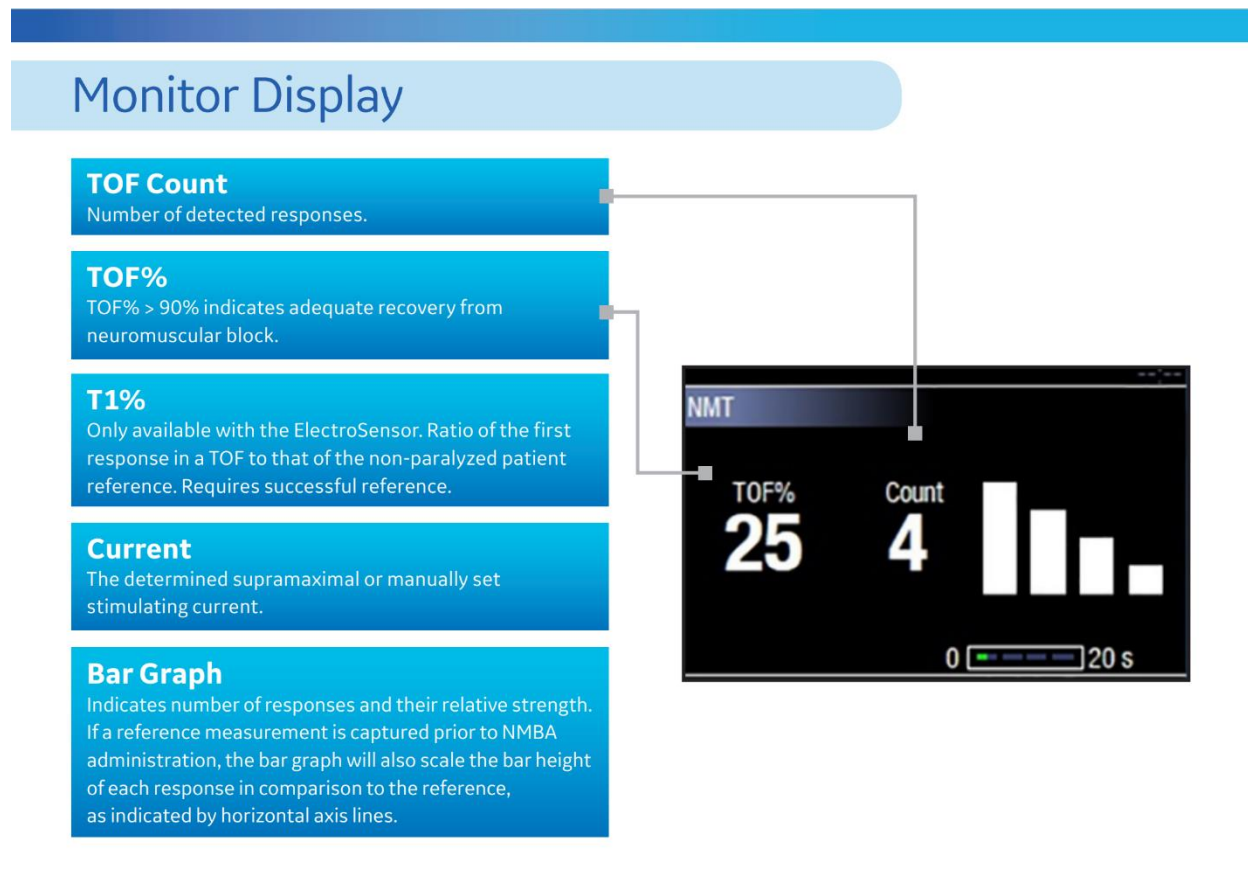 Monitor Display
TOF Count
Number of detected responses.
TOF%
TOF% > 90% indicates adequate recovery from
neuromuscular block.
T1%
Only available with the ElectroSensor. Ratio of the first
response in a TOF to that of the non-paralyzed patient
reference. Requires successful reference.
Current
The determined supramaximal or manually set
stimulating current.
Bar Graph
Indicates number of responses and their relative strength.
If a reference measurement is captured prior to NMBA
administration, the bar graph will also scale the bar height
of each response in comparison to the reference,
as indicated by horizontal axis lines.
--:--
NMT
TOF% Count
25 4
0 20 s